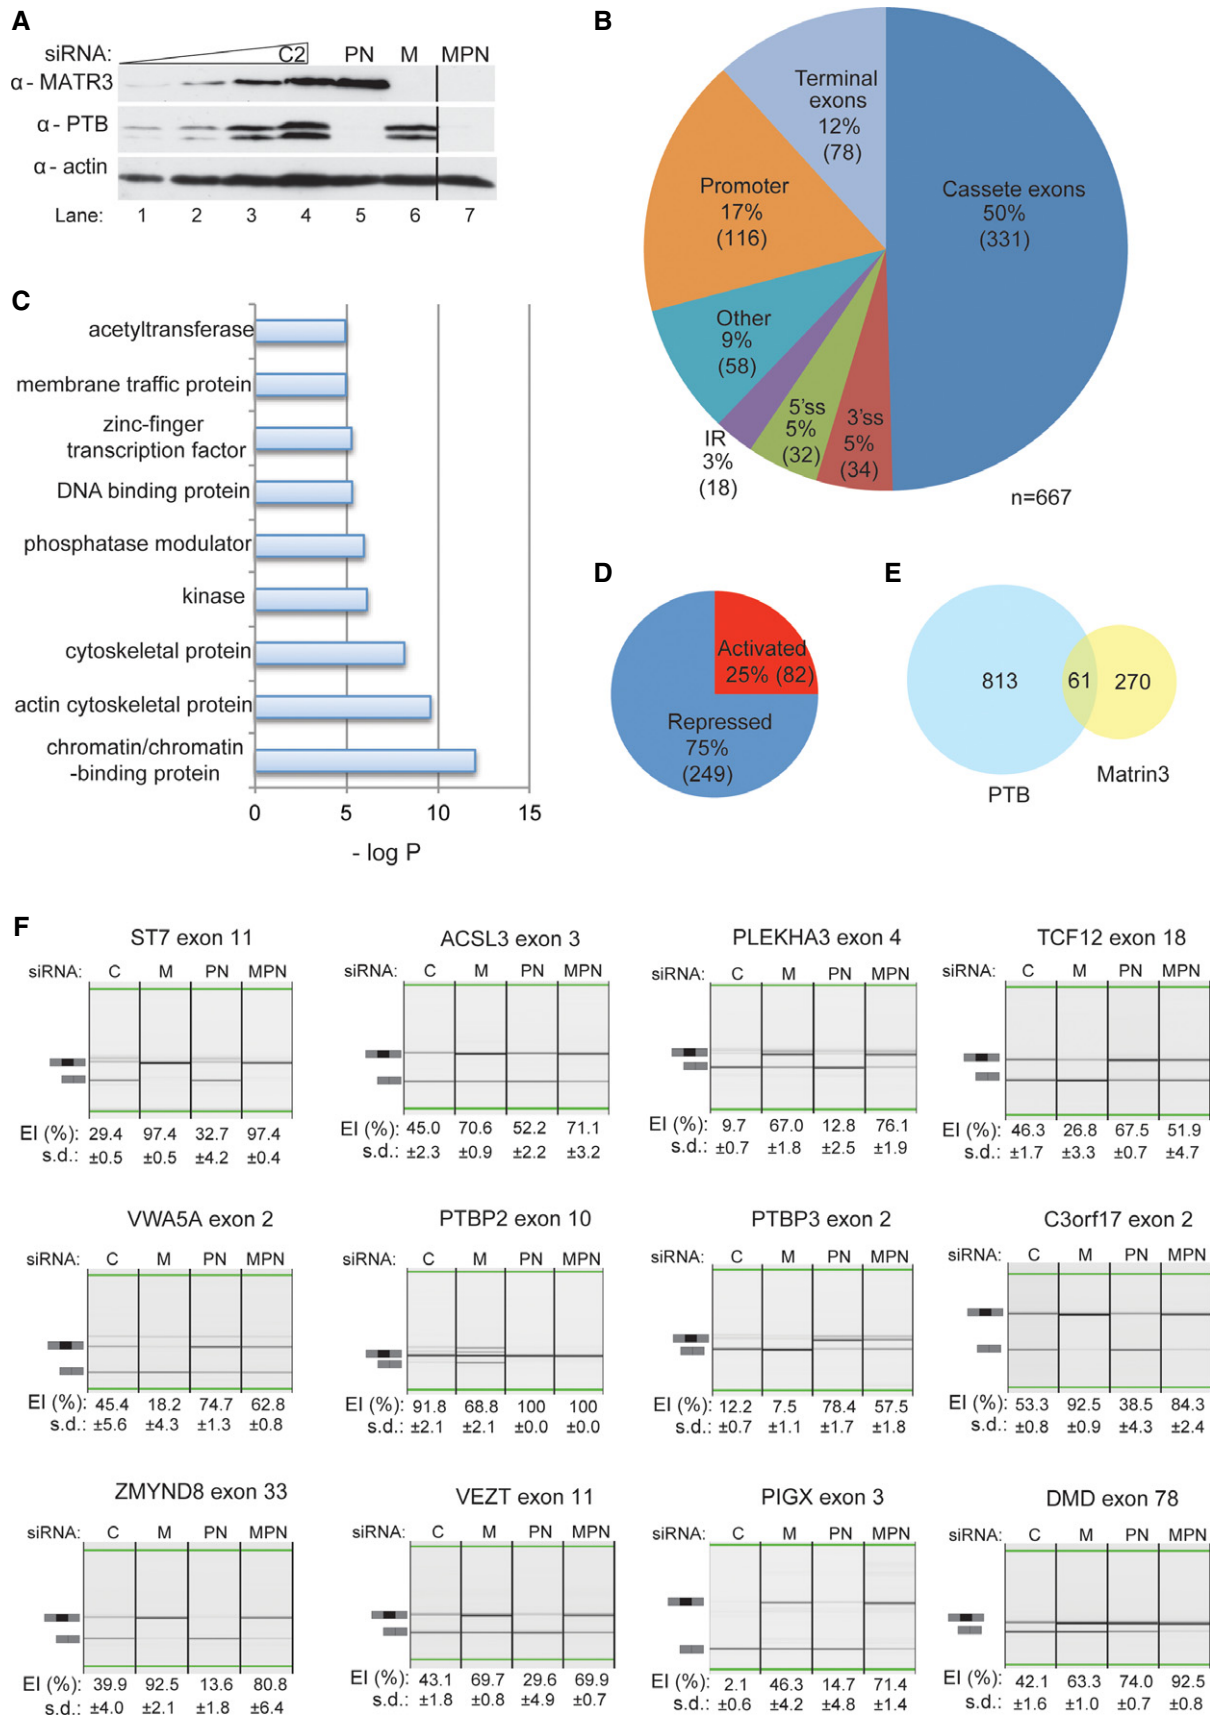 A
siRNA: C2 PN M MPN
α - MATR3
α - PTB
α - actin
Lane: 1 2 3 4 5 6 7
B
Terminal
exons
12%
(78)
Cassete exons
50%
(331)
Promoter
17%
(116)
Other
9%
(58)
IR
3%
(18)
5'ss
5%
(32)
3'ss
5%
(34)
n=667
C
acetyltransferase
membrane traffic protein
zinc-finger
transcription factor
DNA binding protein
phosphatase modulator
kinase
cytoskeletal protein
actin cytoskeletal protein
chromatin/chromatin
-binding protein
0 5 10 15
- log P
D
Activated
25% (82)
Repressed
75%
(249)
E
813 61 270
PTB
Matrin3
F
ST7 exon 11
siRNA: C M PN MPN
EI (%): 29.4 97.4 32.7 97.4
s.d.: ±0.5 ±0.5 ±4.2 ±0.4
ACSL3 exon 3
siRNA: C M PN MPN
EI (%): 45.0 70.6 52.2 71.1
s.d.: ±2.3 ±0.9 ±2.2 ±3.2
PLEKHA3 exon 4
siRNA: C M PN MPN
EI (%): 9.7 67.0 12.8 76.1
s.d.: ±0.7 ±1.8 ±2.5 ±1.9
TCF12 exon 18
siRNA: C M PN MPN
EI (%): 46.3 26.8 67.5 51.9
s.d.: ±1.7 ±3.3 ±0.7 ±4.7
VWA5A exon 2
siRNA: C M PN MPN
EI (%): 45.4 18.2 74.7 62.8
s.d.: ±5.6 ±4.3 ±1.3 ±0.8
PTBP2 exon 10
siRNA: C M PN MPN
EI (%): 91.8 68.8 100 100
s.d.: ±2.1 ±2.1 ±0.0 ±0.0
PTBP3 exon 2
siRNA: C M PN MPN
EI (%): 12.2 7.5 78.4 57.5
s.d.: ±0.7 ±1.1 ±1.7 ±1.8
C3orf17 exon 2
siRNA: C M PN MPN
EI (%): 53.3 92.5 38.5 84.3
s.d.: ±0.8 ±0.9 ±4.3 ±2.4
ZMYND8 exon 33
siRNA: C M PN MPN
EI (%): 39.9 92.5 13.6 80.8
s.d.: ±4.0 ±2.1 ±1.8 ±6.4
VEZT exon 11
siRNA: C M PN MPN
EI (%): 43.1 69.7 29.6 69.9
s.d.: ±1.8 ±0.8 ±4.9 ±0.7
PIGX exon 3
siRNA: C M PN MPN
EI (%): 2.1 46.3 14.7 71.4
s.d.: ±0.6 ±4.2 ±4.8 ±1.4
DMD exon 78
siRNA: C M PN MPN
EI (%): 42.1 63.3 74.0 92.5
s.d.: ±1.6 ±1.0 ±0.7 ±0.8